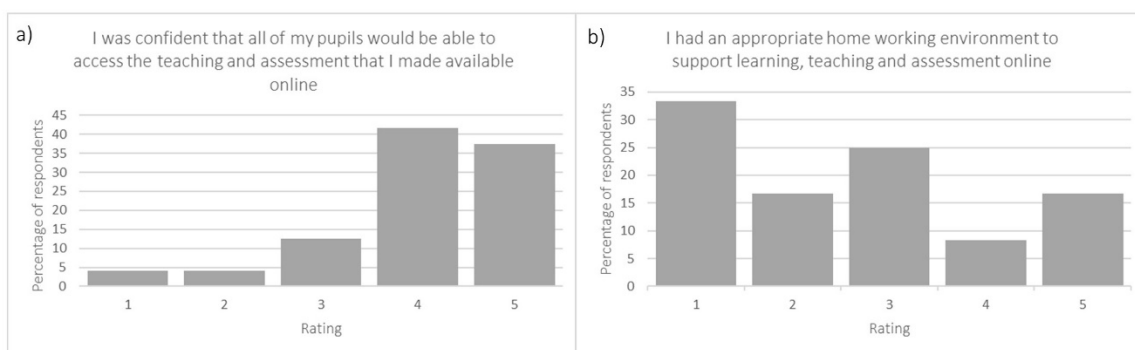 a)
I was confident that all of my pupils would be able to
access the teaching and assessment that I made available
online
Percentage of respondents
45
40
35
30
25
20
15
10
5
0
1 2 3 4 5
Rating
b)
I had an appropriate home working environment to
support learning, teaching and assessment online
Percentage of respondents
35
30
25
20
15
10
5
0
1 2 3 4 5
Rating